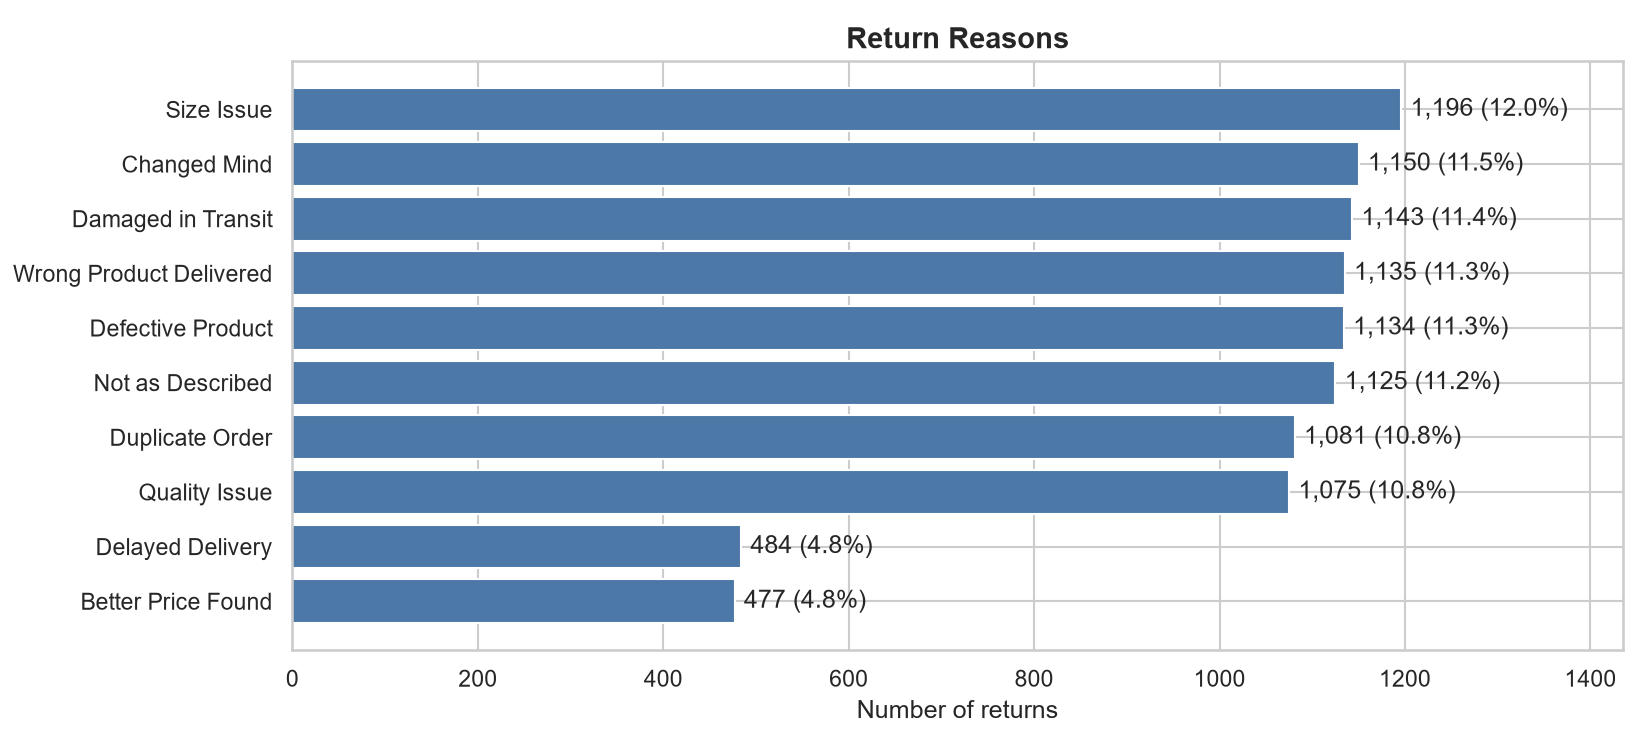 Return Reasons
Size Issue 1,196 (12.0%)
Changed Mind 1,150 (11.5%)
Damaged in Transit 1,143 (11.4%)
Wrong Product Delivered 1,135 (11.3%)
Defective Product 1,134 (11.3%)
Not as Described 1,125 (11.2%)
Duplicate Order 1,081 (10.8%)
Quality Issue 1,075 (10.8%)
Delayed Delivery 484 (4.8%)
Better Price Found 477 (4.8%)
0 200 400 600 800 1000 1200 1400
Number of returns